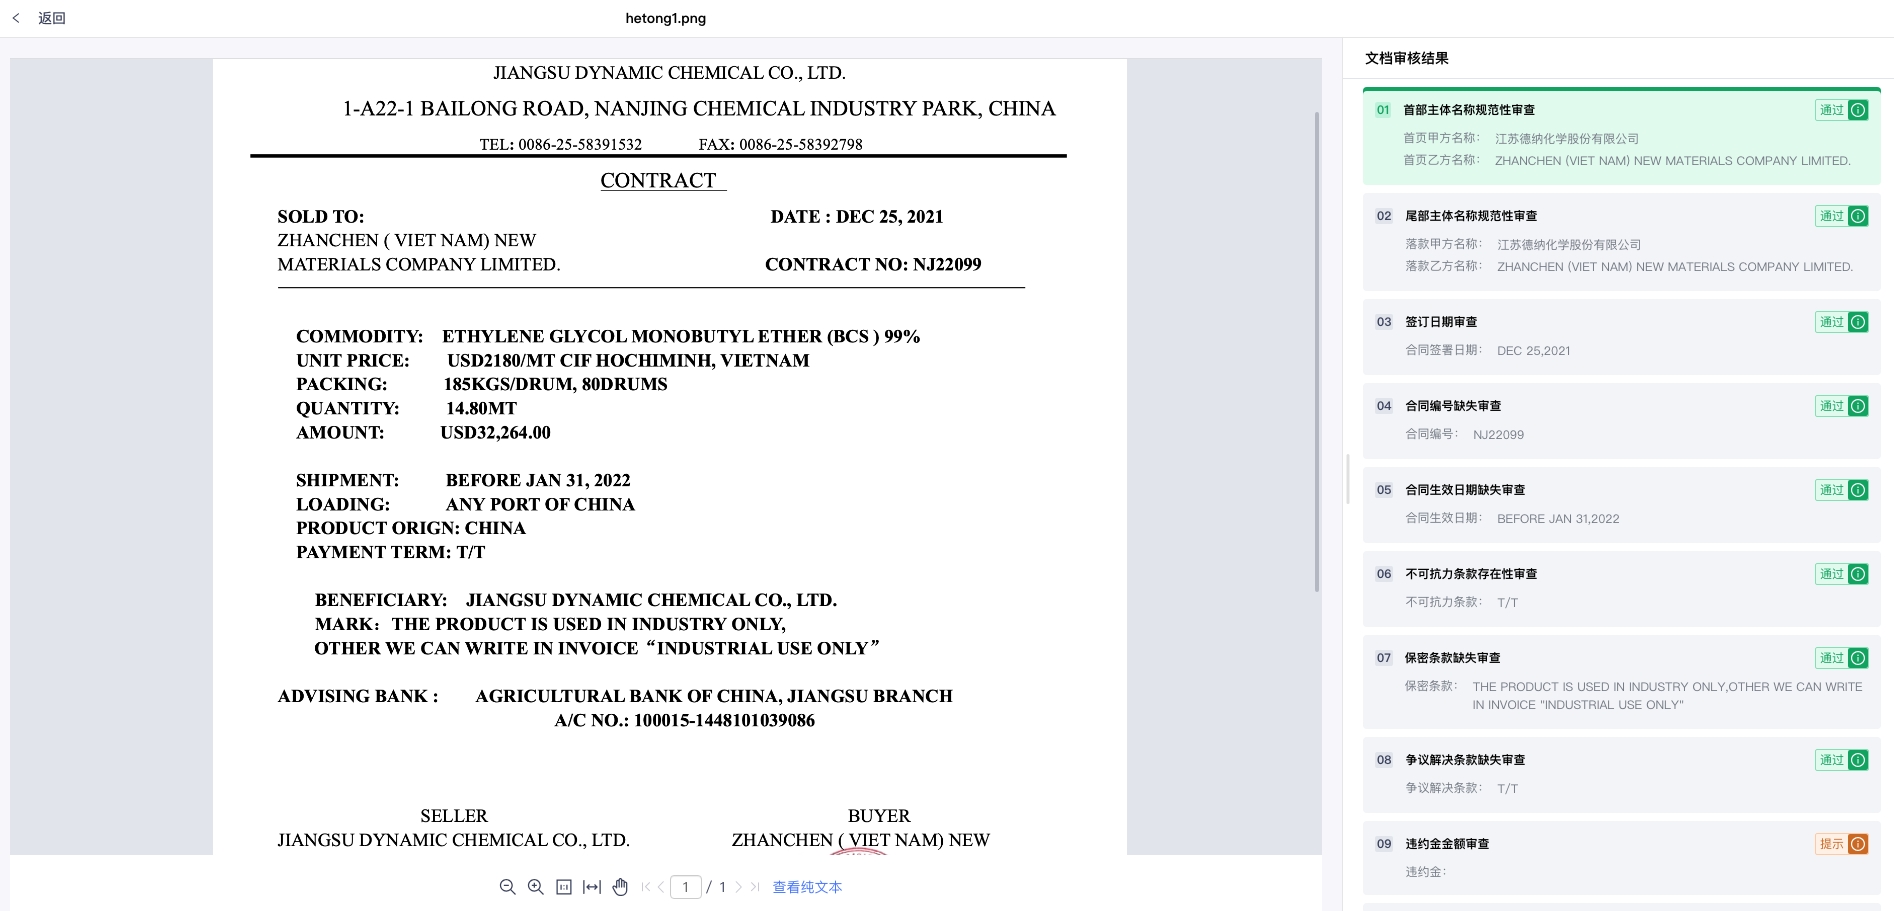 返回
hetong1.png
JIANGSU DYNAMIC CHEMICAL CO., LTD.
1-A22-1 BAILONG ROAD, NANJING CHEMICAL INDUSTRY PARK, CHINA
TEL: 0086-25-58391532 FAX: 0086-25-58392798
CONTRACT
SOLD TO: DATE : DEC 25, 2021
ZHANCHEN ( VIET NAM) NEW
MATERIALS COMPANY LIMITED. CONTRACT NO: NJ22099
COMMODITY: ETHYLENE GLYCOL MONOBUTYL ETHER (BCS ) 99%
UNIT PRICE: USD2180/MT CIF HOCHIMINH, VIETNAM
PACKING: 185KGS/DRUM, 80DRUMS
QUANTITY: 14.80MT
AMOUNT: USD32,264.00
SHIPMENT: BEFORE JAN 31, 2022
LOADING: ANY PORT OF CHINA
PRODUCT ORIGN: CHINA
PAYMENT TERM: T/T
BENEFICIARY: JIANGSU DYNAMIC CHEMICAL CO., LTD.
MARK：THE PRODUCT IS USED IN INDUSTRY ONLY,
OTHER WE CAN WRITE IN INVOICE “INDUSTRIAL USE ONLY”
ADVISING BANK : AGRICULTURAL BANK OF CHINA, JIANGSU BRANCH
A/C NO.: 100015-1448101039086
SELLER BUYER
JIANGSU DYNAMIC CHEMICAL CO., LTD. ZHANCHEN ( VIET NAM) NEW
1 / 1 查看纯文本
文档审核结果
01 首部主体名称规范性审查 通过
首页甲方名称： 江苏德纳化学股份有限公司
首页乙方名称： ZHANCHEN (VIET NAM) NEW MATERIALS COMPANY LIMITED.
02 尾部主体名称规范性审查 通过
落款甲方名称： 江苏德纳化学股份有限公司
落款乙方名称： ZHANCHEN (VIET NAM) NEW MATERIALS COMPANY LIMITED.
03 签订日期审查 通过
合同签署日期： DEC 25,2021
04 合同编号缺失审查 通过
合同编号： NJ22099
05 合同生效日期缺失审查 通过
合同生效日期： BEFORE JAN 31,2022
06 不可抗力条款存在性审查 通过
不可抗力条款： T/T
07 保密条款缺失审查 通过
保密条款： THE PRODUCT IS USED IN INDUSTRY ONLY,OTHER WE CAN WRITE
IN INVOICE "INDUSTRIAL USE ONLY"
08 争议解决条款缺失审查 通过
争议解决条款： T/T
09 违约金金额审查 提示
违约金：